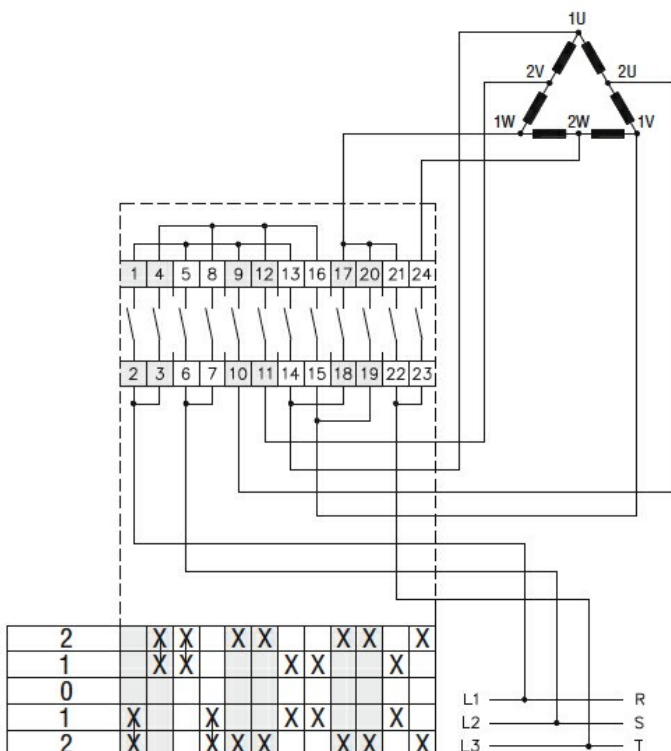 1U
2V 2U
1W 2W 1V
1 4 5 8 9 12 13 16 17 20 21 24
2 3 6 7 10 11 14 15 18 19 22 23
2 X X X X X X X
1 X X X X X
0
L1 R
1 X X X X X
L2 S
2 X X X X X X X
L3 T